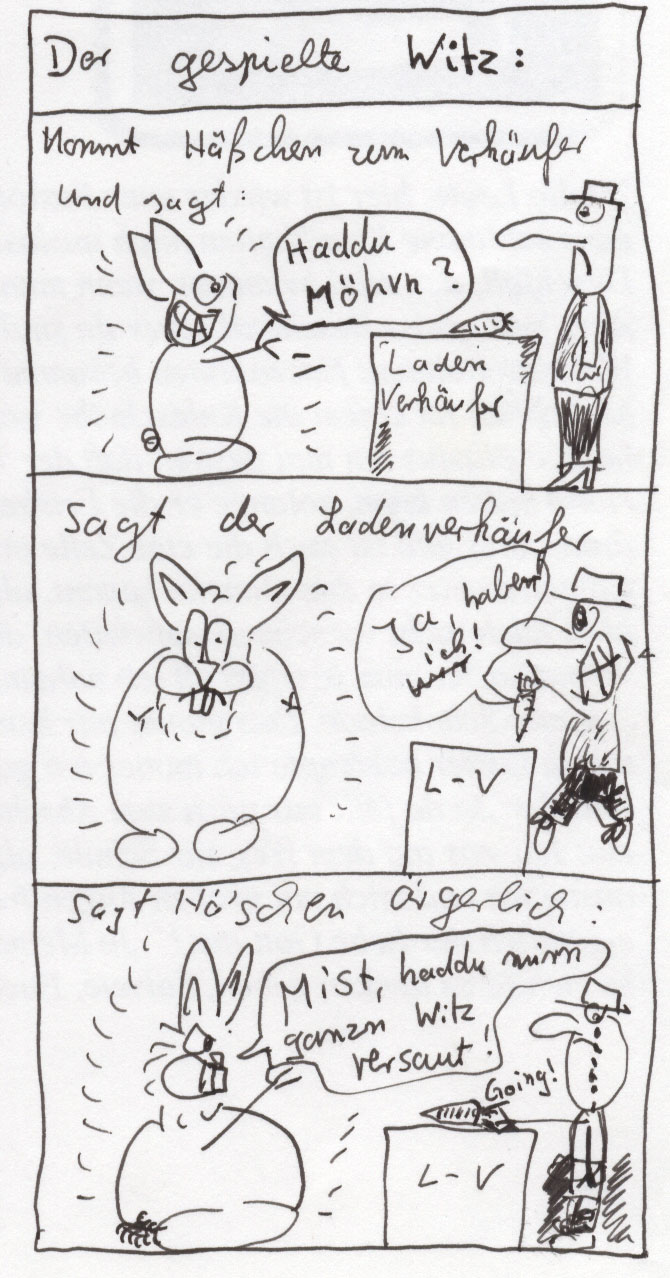 Der gespielte Witz:
Kommt Häßchen zum Verkäufer
und sagt
Haddu
Möhrn?
Laden
Verkäufer
Sagt der Ladenverkäufer
Ja, haben
ich
L-V
Sagt Häschen ärgerlich:
Mist haddu minn
ganzn Witz
versaut!
Going!
L-V